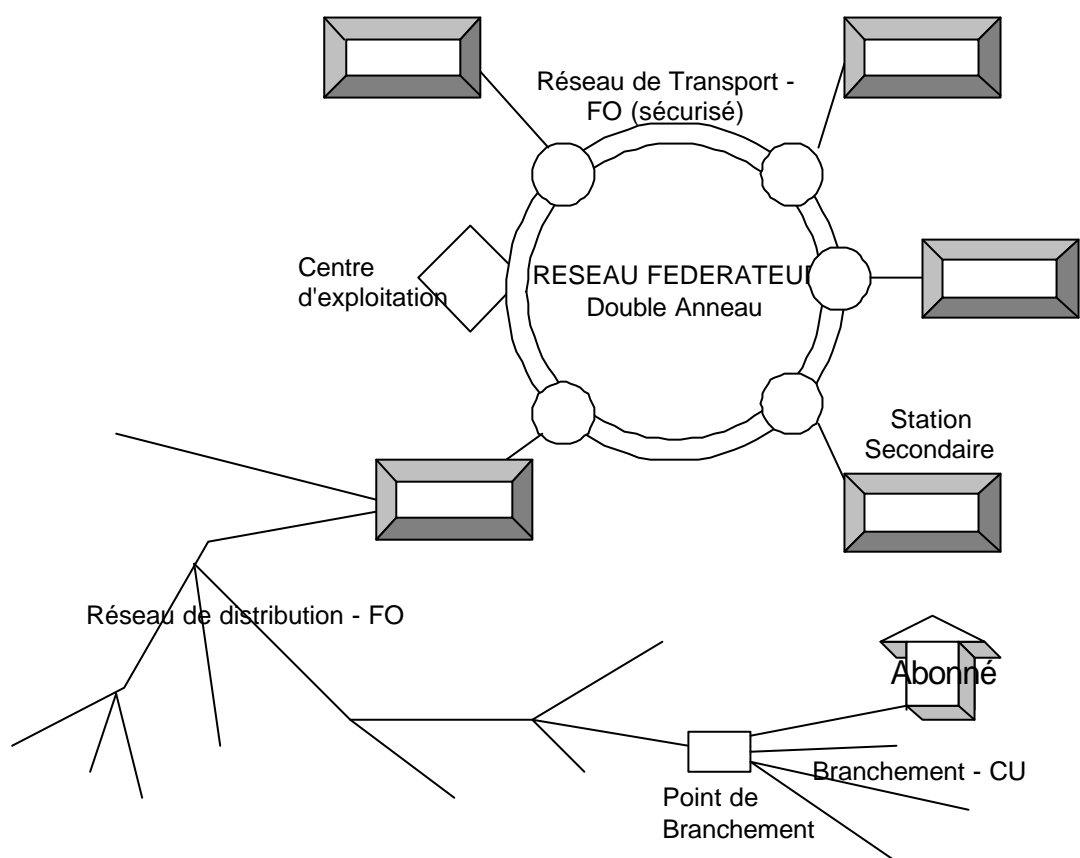 Réseau de Transport -
FO (sécurisé)
Centre
d'exploitation
RESEAU FEDERATEUR
Double Anneau
Station
Secondaire
Réseau de distribution - FO
Abonné
Branchement - CU
Point de
Branchement